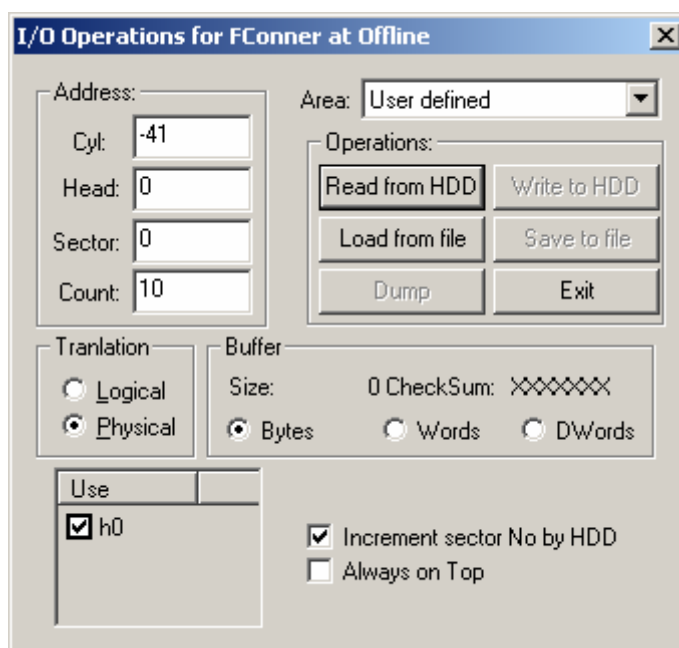 I/O Operations for FConner at Offline
Address:
Cyl: -41
Head: 0
Sector: 0
Count: 10
Area: User defined
Operations:
Read from HDD Write to HDD
Load from file Save to file
Dump Exit
Tranlation
Logical
Physical
Buffer
Size: 0 CheckSum: XXXXXXX
Bytes Words DWords
Use
h0
Increment sector No by HDD
Always on Top